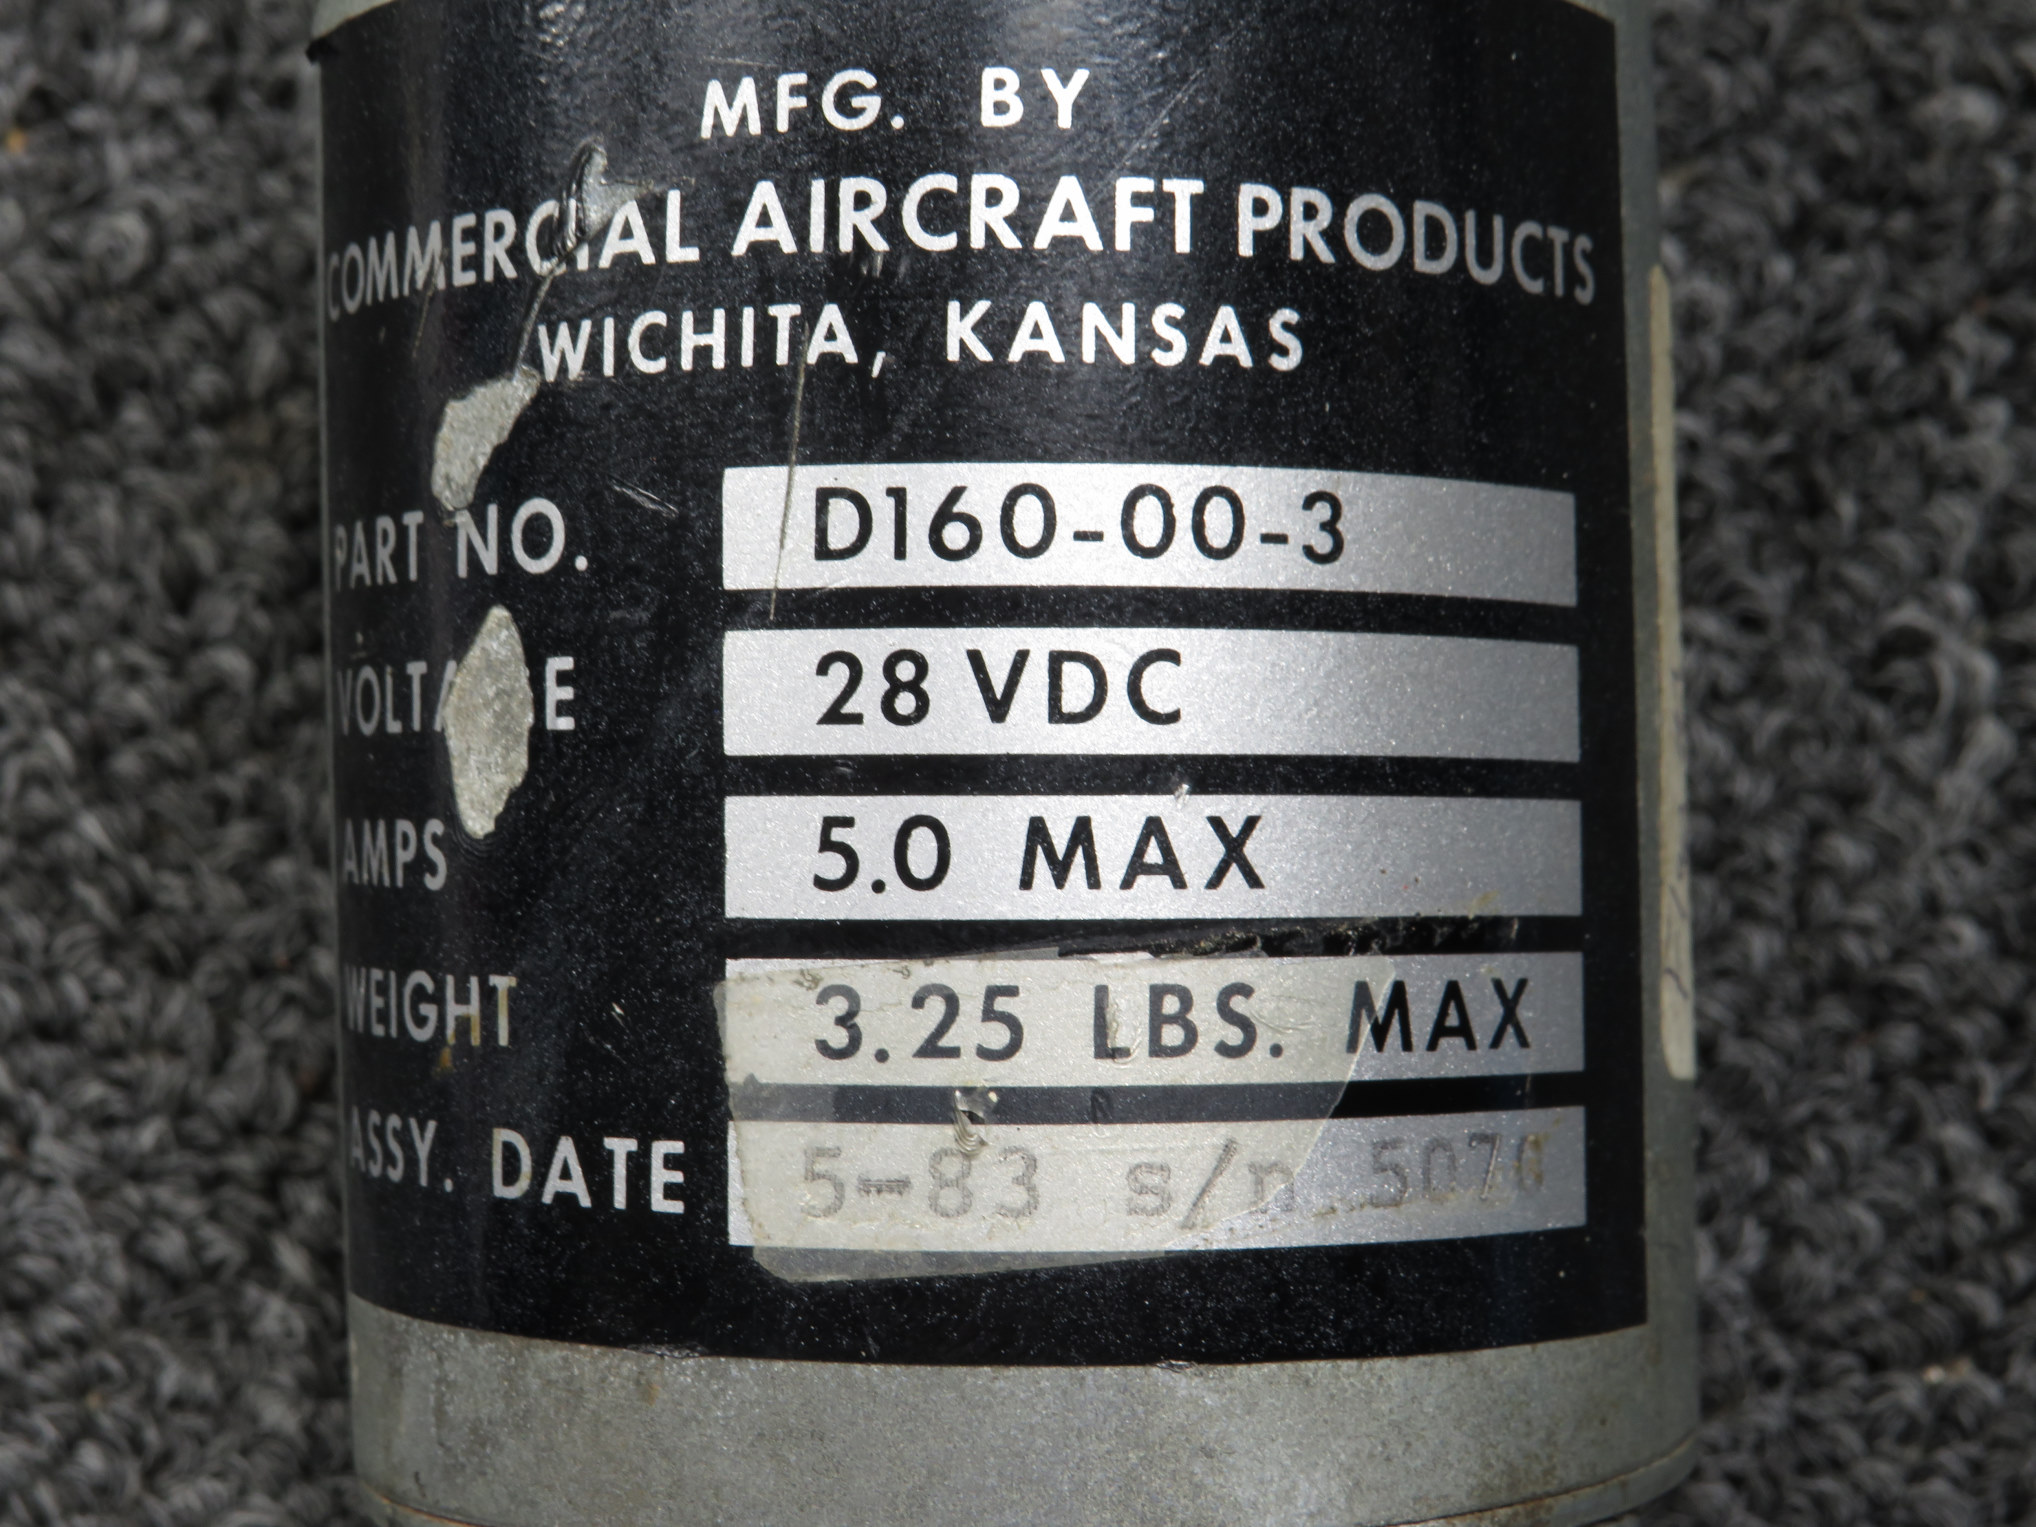 MFG. BY
COMMERCIAL AIRCRAFT PRODUCTS
WICHITA, KANSAS
PART NO. D160-00-3
VOLTAGE 28 VDC
AMPS 5.0 MAX
WEIGHT 3.25 LBS. MAX
ASSY. DATE 5-83 s/n